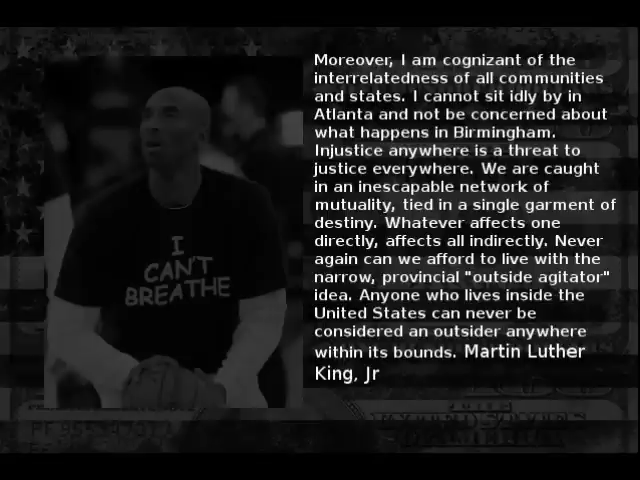 Moreover, I am cognizant of the
interrelatedness of all communities
and states. I cannot sit idly by in
Atlanta and not be concerned about
what happens in Birmingham.
Injustice anywhere is a threat to
justice everywhere. We are caught
in an inescapable network of
mutuality, tied in a single garment of
destiny. Whatever affects one
directly, affects all indirectly. Never
again can we afford to live with the
narrow, provincial "outside agitator"
idea. Anyone who lives inside the
United States can never be
considered an outsider anywhere
within its bounds. Martin Luther
King, Jr
I
CAN'T
BREATHE